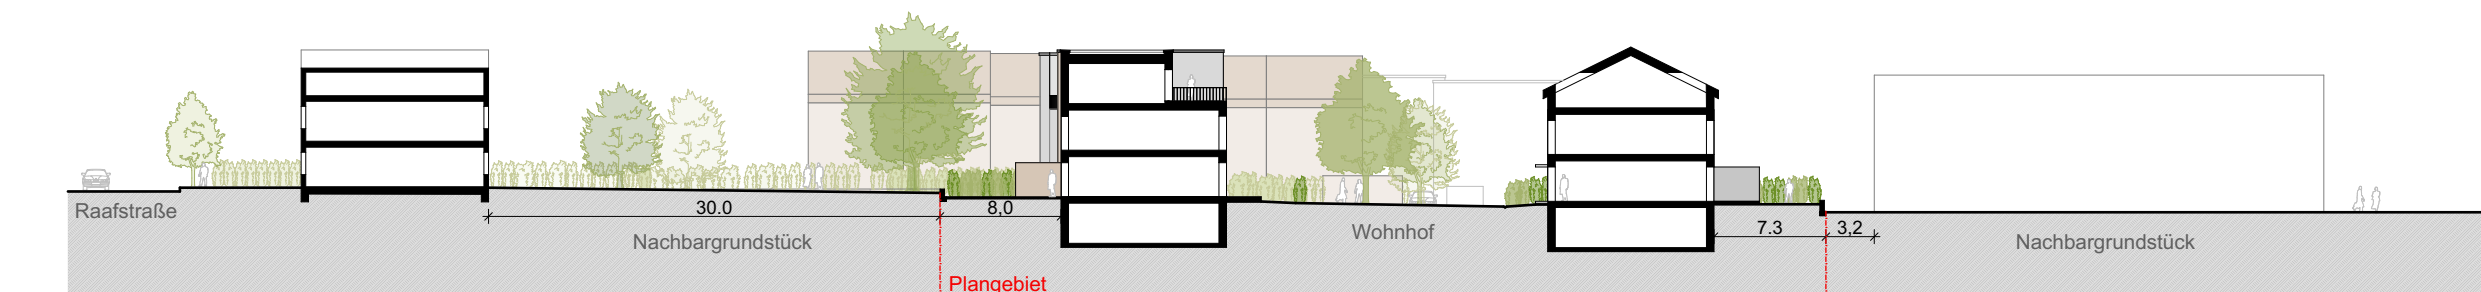 Raafstraße
30.0
8,0
Nachbargrundstück
Plangebiet
Wohnhof
7.3
3,2
Nachbargrundstück